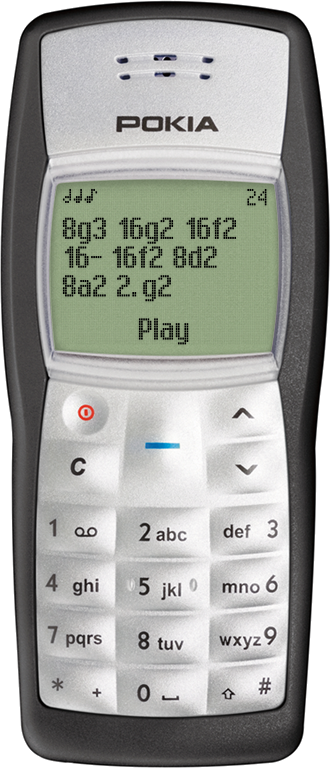 POKIA
24
8g3 16g2 16f2
16- 16f2 8d2
8a2 2.g2
Play
C
1
2 abc
def 3
4 ghi
5 jkl
mno 6
7 pqrs
8 tuv
wxyz 9
* +
0
#